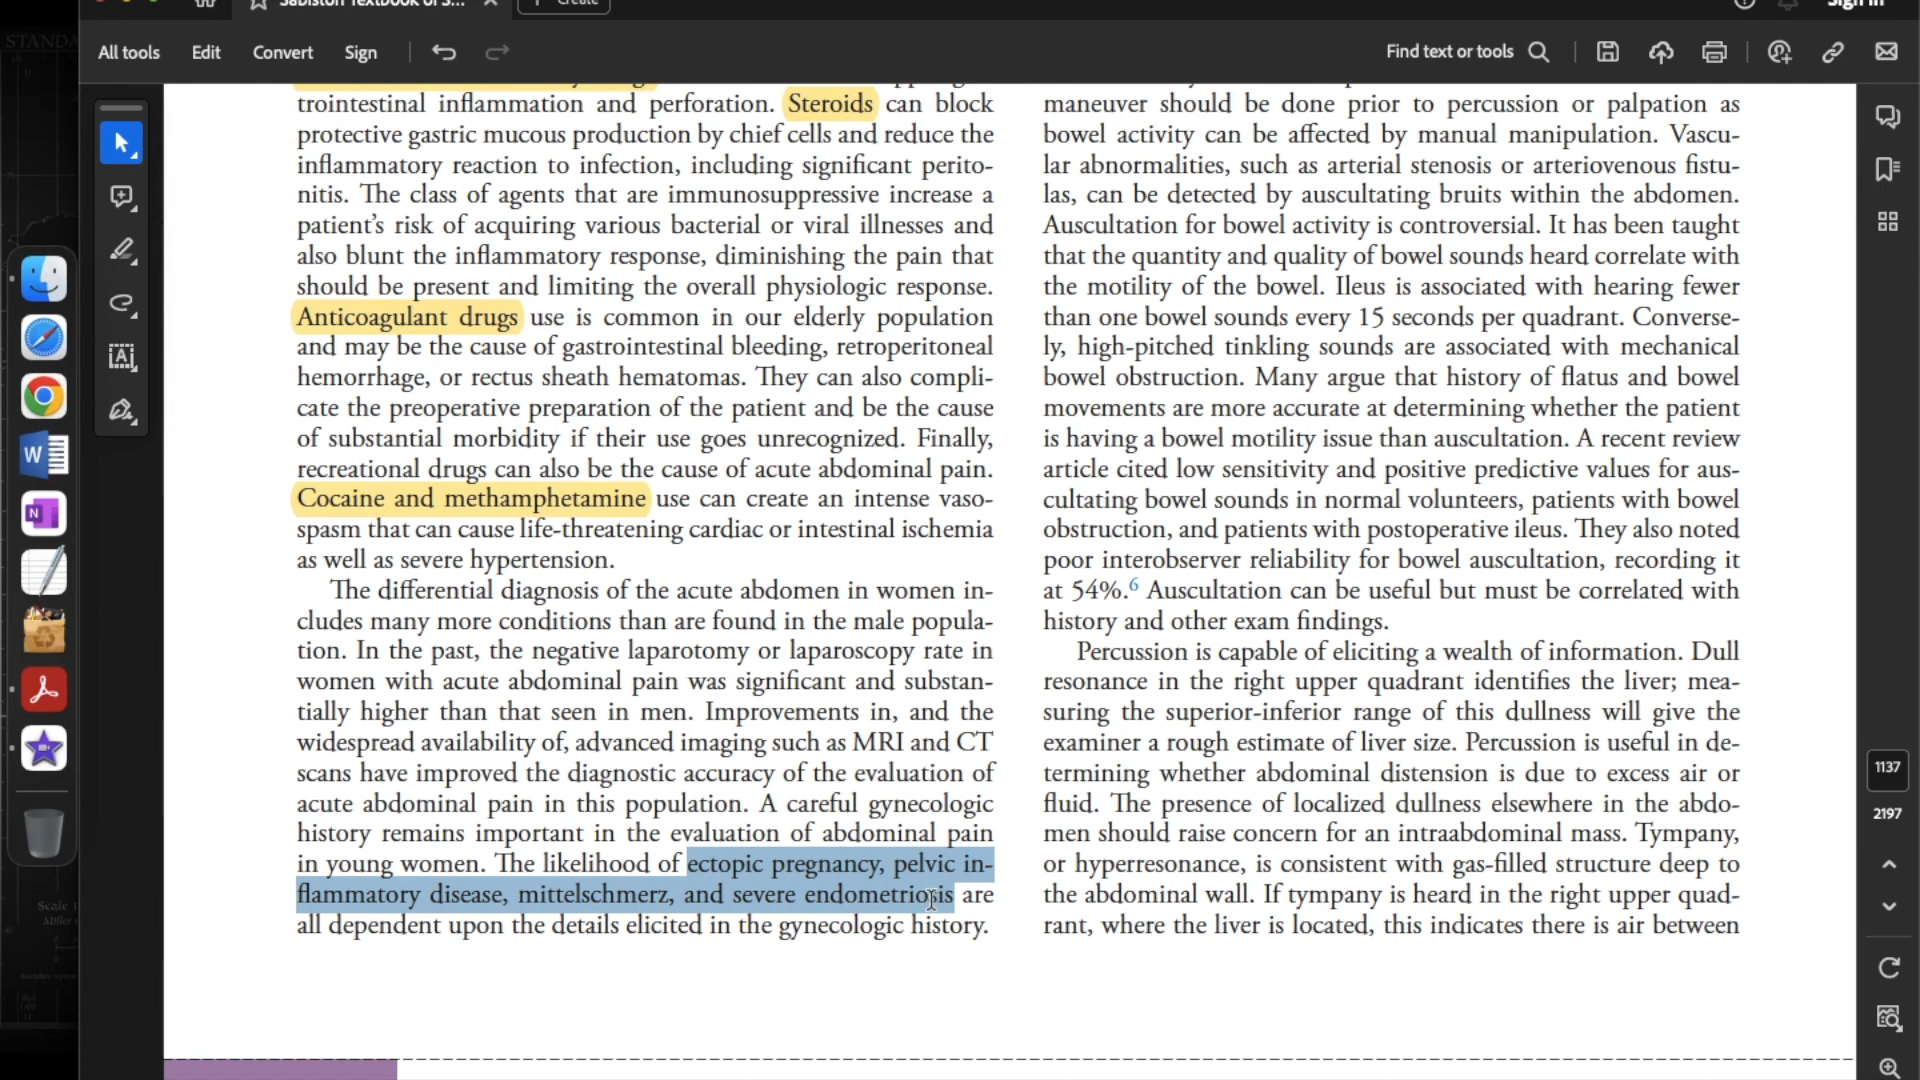 Sabiston Textbook of S...
Create
Sign in
All tools
Edit
Convert
Sign
Find text or tools
trointestinal inflammation and perforation. Steroids can block
protective gastric mucous production by chief cells and reduce the
inflammatory reaction to infection, including significant perito-
nitis. The class of agents that are immunosuppressive increase a
patient's risk of acquiring various bacterial or viral illnesses and
also blunt the inflammatory response, diminishing the pain that
should be present and limiting the overall physiologic response.
Anticoagulant drugs use is common in our elderly population
and may be the cause of gastrointestinal bleeding, retroperitoneal
hemorrhage, or rectus sheath hematomas. They can also compli-
cate the preoperative preparation of the patient and be the cause
of substantial morbidity if their use goes unrecognized. Finally,
recreational drugs can also be the cause of acute abdominal pain.
Cocaine and methamphetamine use can create an intense vaso-
spasm that can cause life-threatening cardiac or intestinal ischemia
as well as severe hypertension.
The differential diagnosis of the acute abdomen in women in-
cludes many more conditions than are found in the male popula-
tion. In the past, the negative laparotomy or laparoscopy rate in
women with acute abdominal pain was significant and substan-
tially higher than that seen in men. Improvements in, and the
widespread availability of, advanced imaging such as MRI and CT
scans have improved the diagnostic accuracy of the evaluation of
acute abdominal pain in this population. A careful gynecologic
history remains important in the evaluation of abdominal pain
in young women. The likelihood of ectopic pregnancy, pelvic in-
flammatory disease, mittelschmerz, and severe endometriosis are
all dependent upon the details elicited in the gynecologic history.
maneuver should be done prior to percussion or palpation as
bowel activity can be affected by manual manipulation. Vascu-
lar abnormalities, such as arterial stenosis or arteriovenous fistu-
las, can be detected by auscultating bruits within the abdomen.
Auscultation for bowel activity is controversial. It has been taught
that the quantity and quality of bowel sounds heard correlate with
the motility of the bowel. Ileus is associated with hearing fewer
than one bowel sounds every 15 seconds per quadrant. Converse-
ly, high-pitched tinkling sounds are associated with mechanical
bowel obstruction. Many argue that history of flatus and bowel
movements are more accurate at determining whether the patient
is having a bowel motility issue than auscultation. A recent review
article cited low sensitivity and positive predictive values for aus-
cultating bowel sounds in normal volunteers, patients with bowel
obstruction, and patients with postoperative ileus. They also noted
poor interobserver reliability for bowel auscultation, recording it
at 54%.6 Auscultation can be useful but must be correlated with
history and other exam findings.
Percussion is capable of eliciting a wealth of information. Dull
resonance in the right upper quadrant identifies the liver; mea-
suring the superior-inferior range of this dullness will give the
examiner a rough estimate of liver size. Percussion is useful in de-
termining whether abdominal distension is due to excess air or
fluid. The presence of localized dullness elsewhere in the abdo-
men should raise concern for an intraabdominal mass. Tympany,
or hyperresonance, is consistent with gas-filled structure deep to
the abdominal wall. If tympany is heard in the right upper quad-
rant, where the liver is located, this indicates there is air between
1137
2197